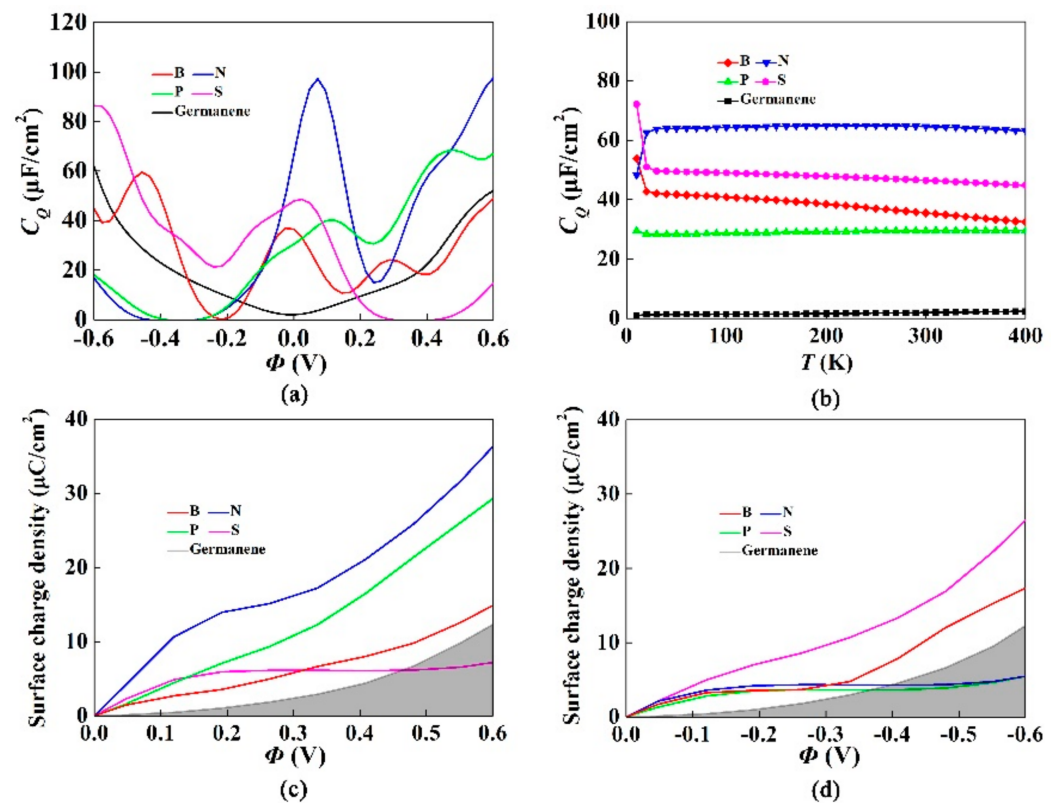 120
100
80
60
40
20
0
C_Q (μF/cm²)
B N
P S
Germanene
-0.6 -0.4 -0.2 0.0 0.2 0.4 0.6
Φ (V)
(a)
100
80
60
40
20
0
C_Q (μF/cm²)
B N
P S
Germanene
100 200 300 400
T (K)
(b)
40
30
20
10
0
Surface charge density (μC/cm²)
B N
P S
Germanene
0.0 0.1 0.2 0.3 0.4 0.5 0.6
Φ (V)
(c)
40
30
20
10
0
Surface charge density (μC/cm²)
B N
P S
Germanene
0.0 -0.1 -0.2 -0.3 -0.4 -0.5 -0.6
Φ (V)
(d)